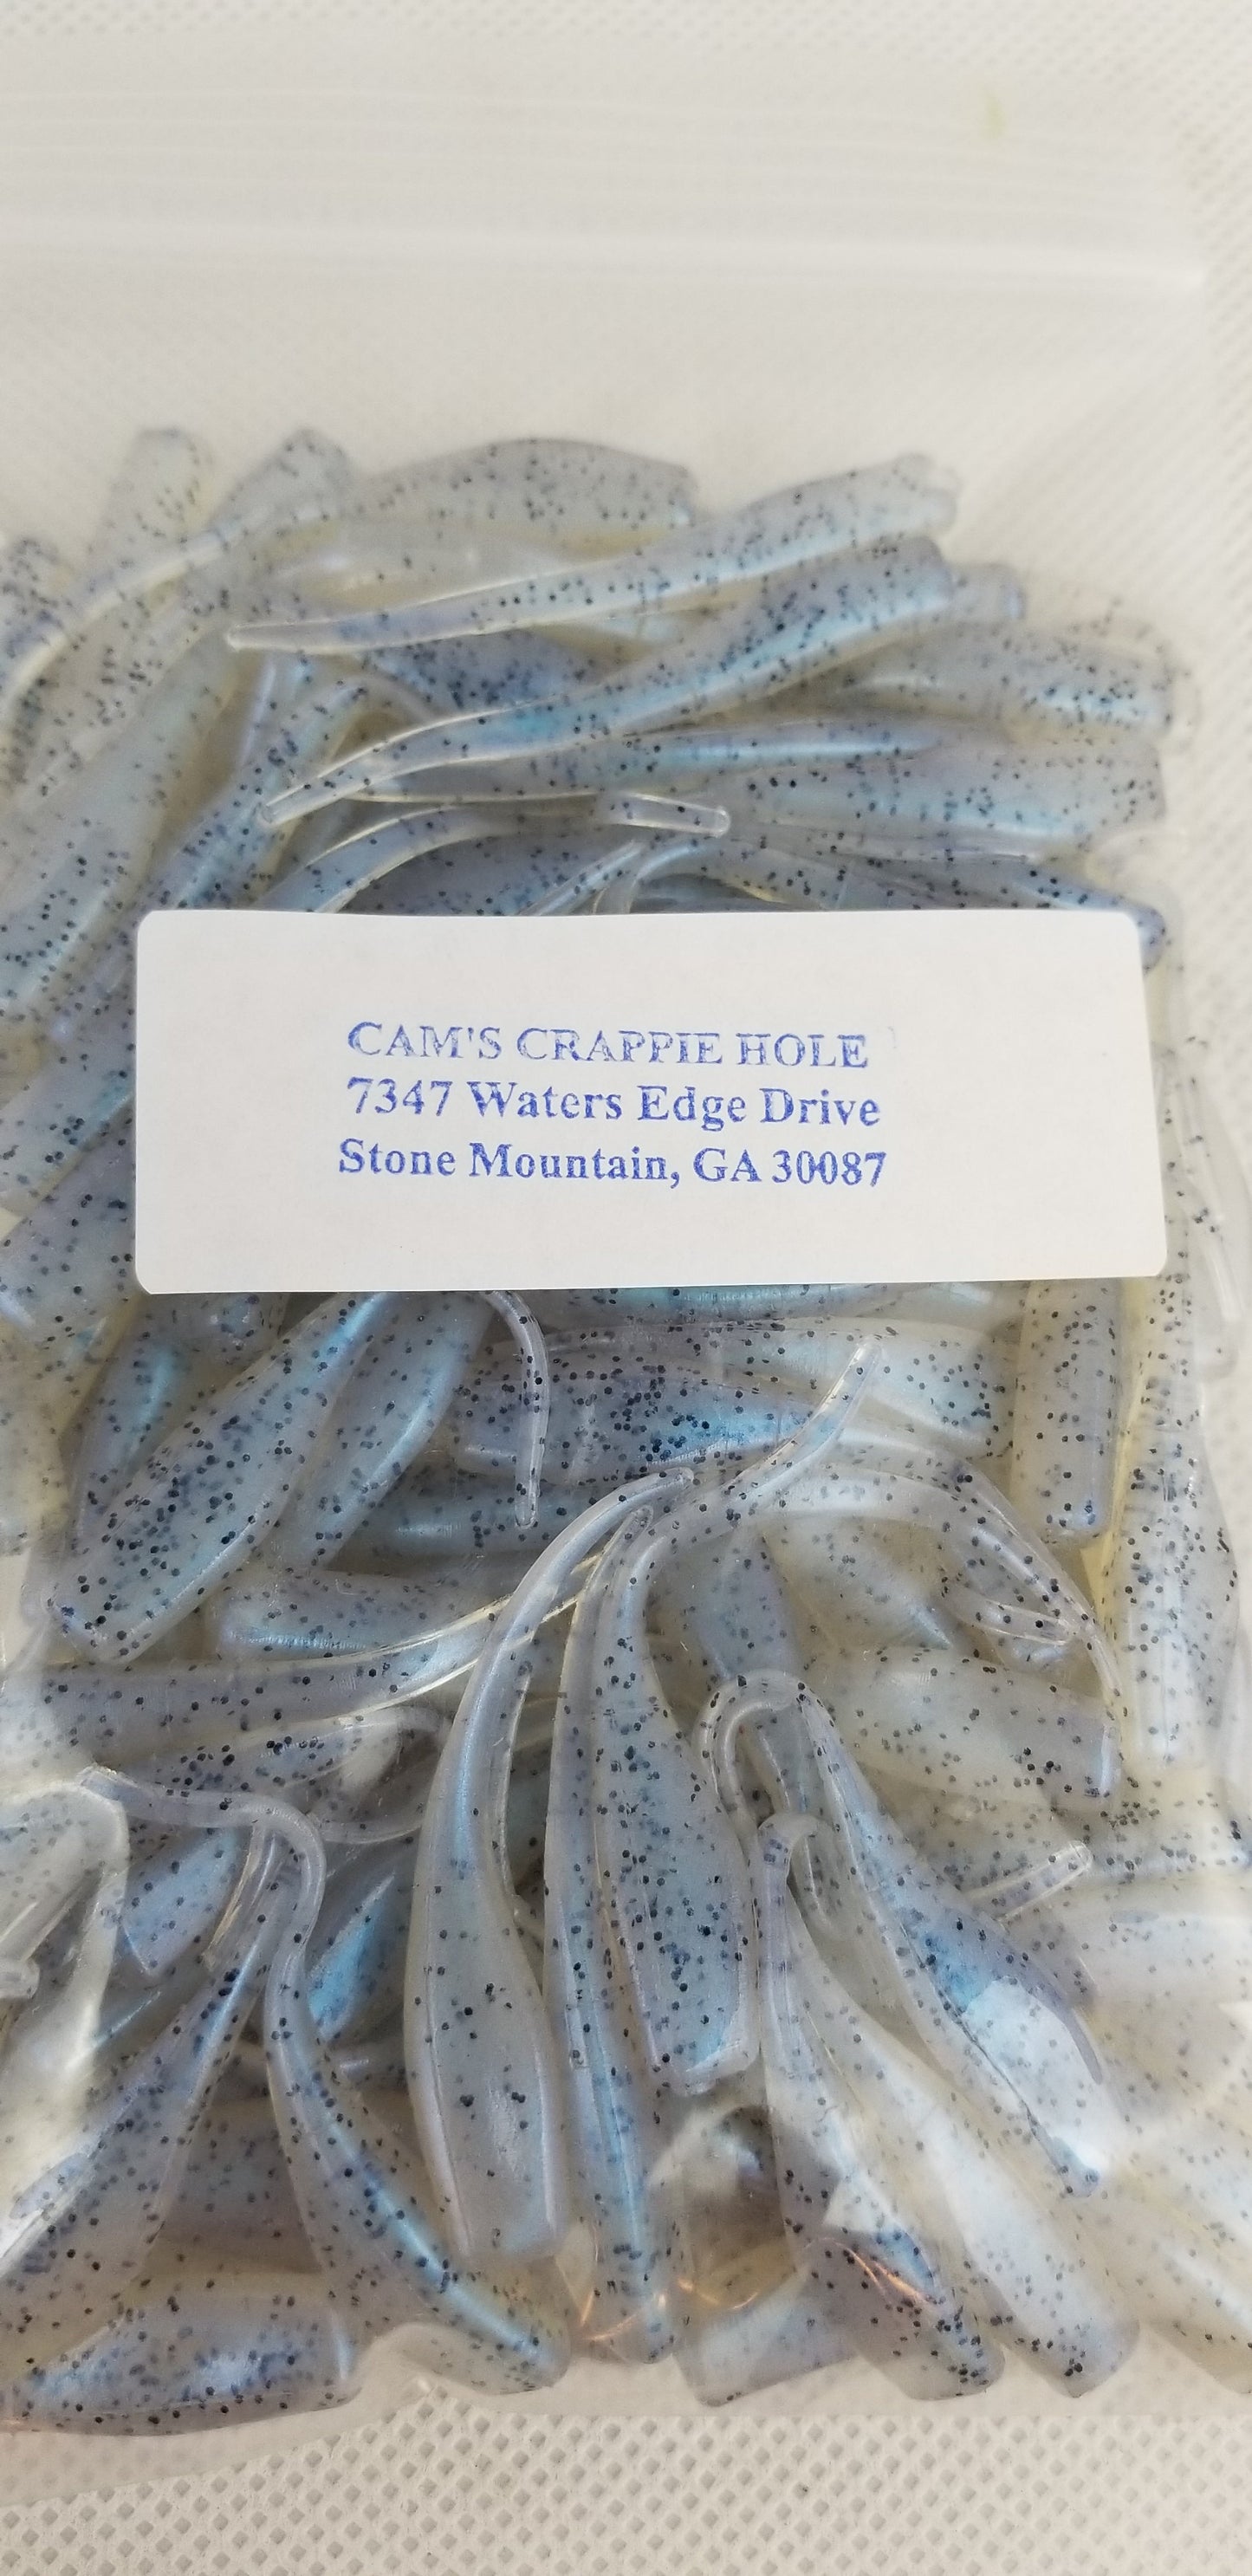 CAM'S CRAPPIE HOLE
7347 Waters Edge Drive
Stone Mountain, GA 30087